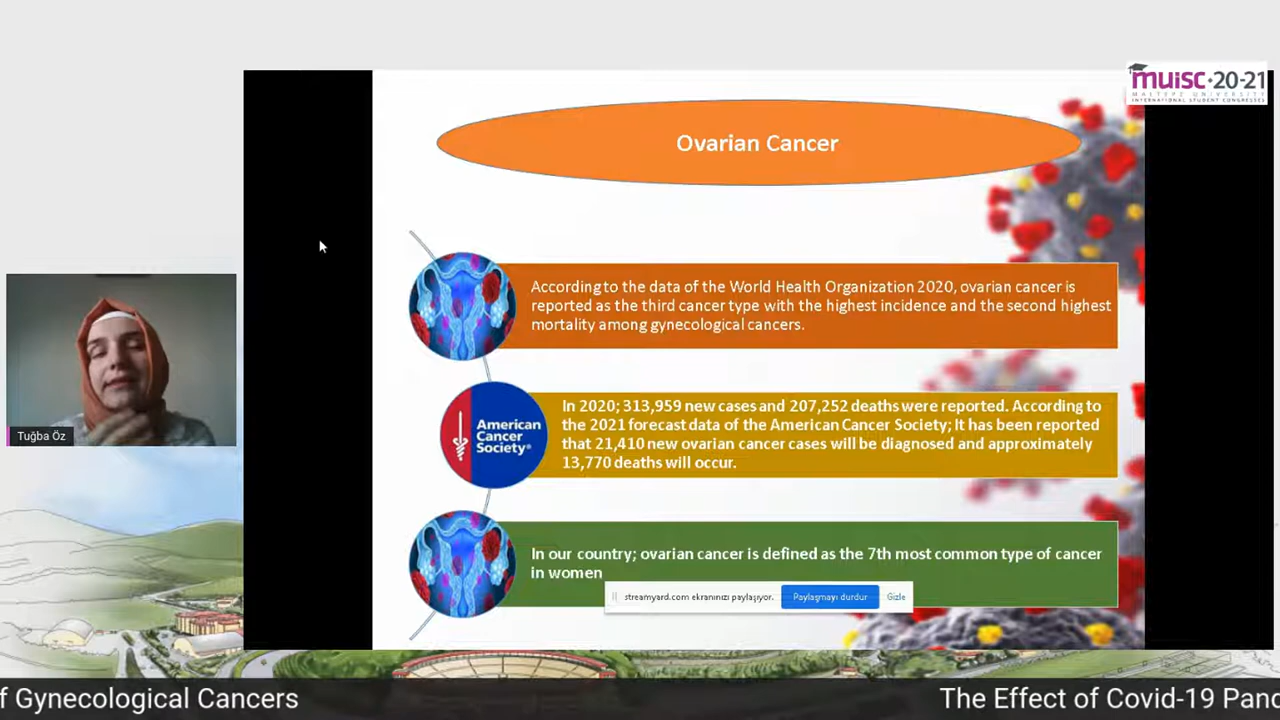 muisc·20-21
MALTEPE UNIVERSITY
INTERNATIONAL STUDENT CONGRESSES
Ovarian Cancer
According to the data of the World Health Organization 2020, ovarian cancer is
reported as the third cancer type with the highest incidence and the second highest
mortality among gynecological cancers.
American
Cancer
Society®
In 2020; 313,959 new cases and 207,252 deaths were reported. According to
the 2021 forecast data of the American Cancer Society; It has been reported
that 21,410 new ovarian cancer cases will be diagnosed and approximately
13,770 deaths will occur.
In our country; ovarian cancer is defined as the 7th most common type of cancer
in women
streamyard.com ekranınızı paylaşıyor. Paylaşmayı durdur Gizle
Tuğba Öz
f Gynecological Cancers
The Effect of Covid-19 Pand